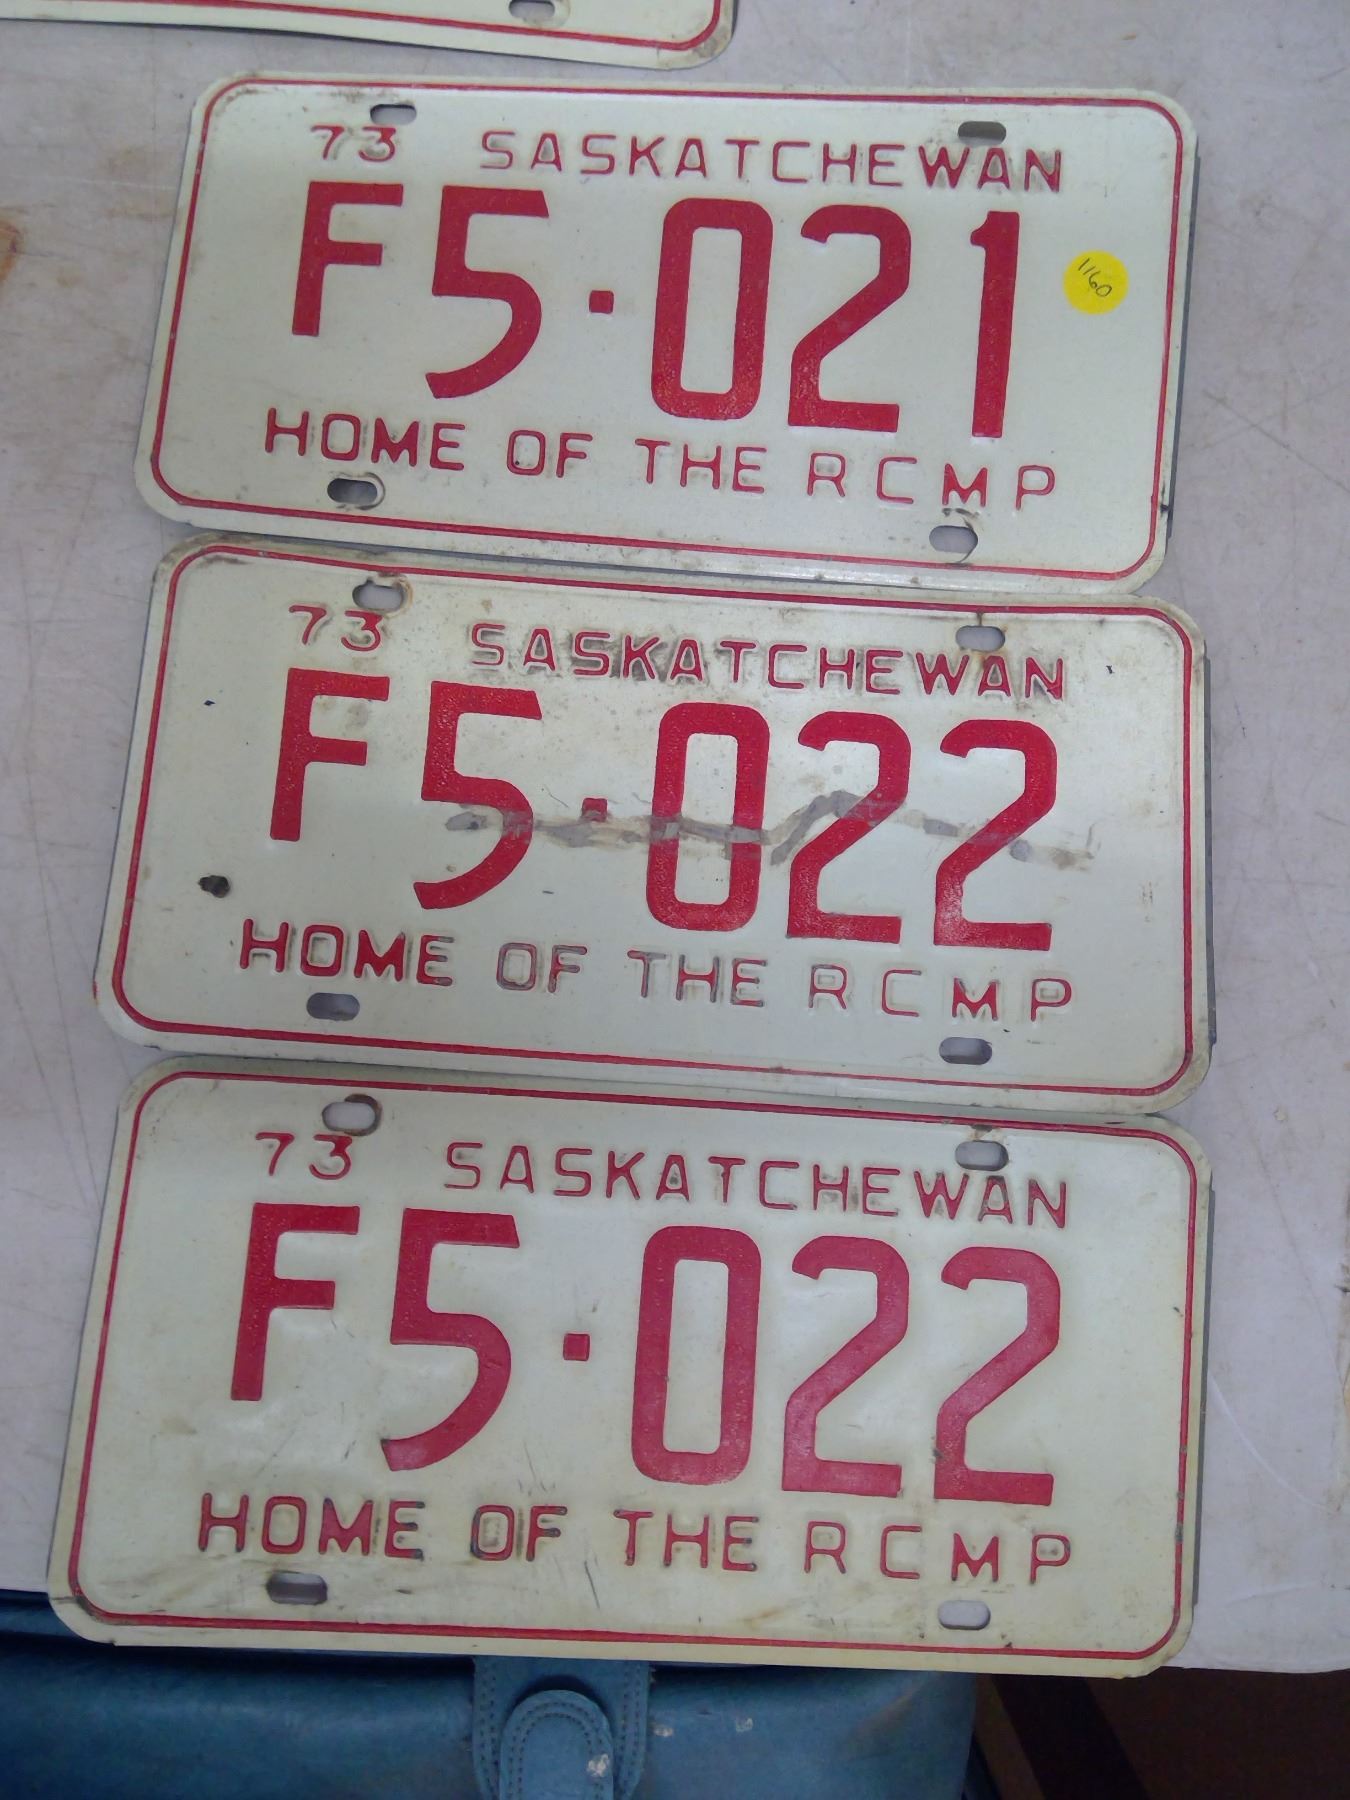 73 SASKATCHEWAN
F5·021
1160
HOME OF THE RCMP
73 SASKATCHEWAN
F5·022
HOME OF THE RCMP
73 SASKATCHEWAN
F5·022
HOME OF THE RCMP